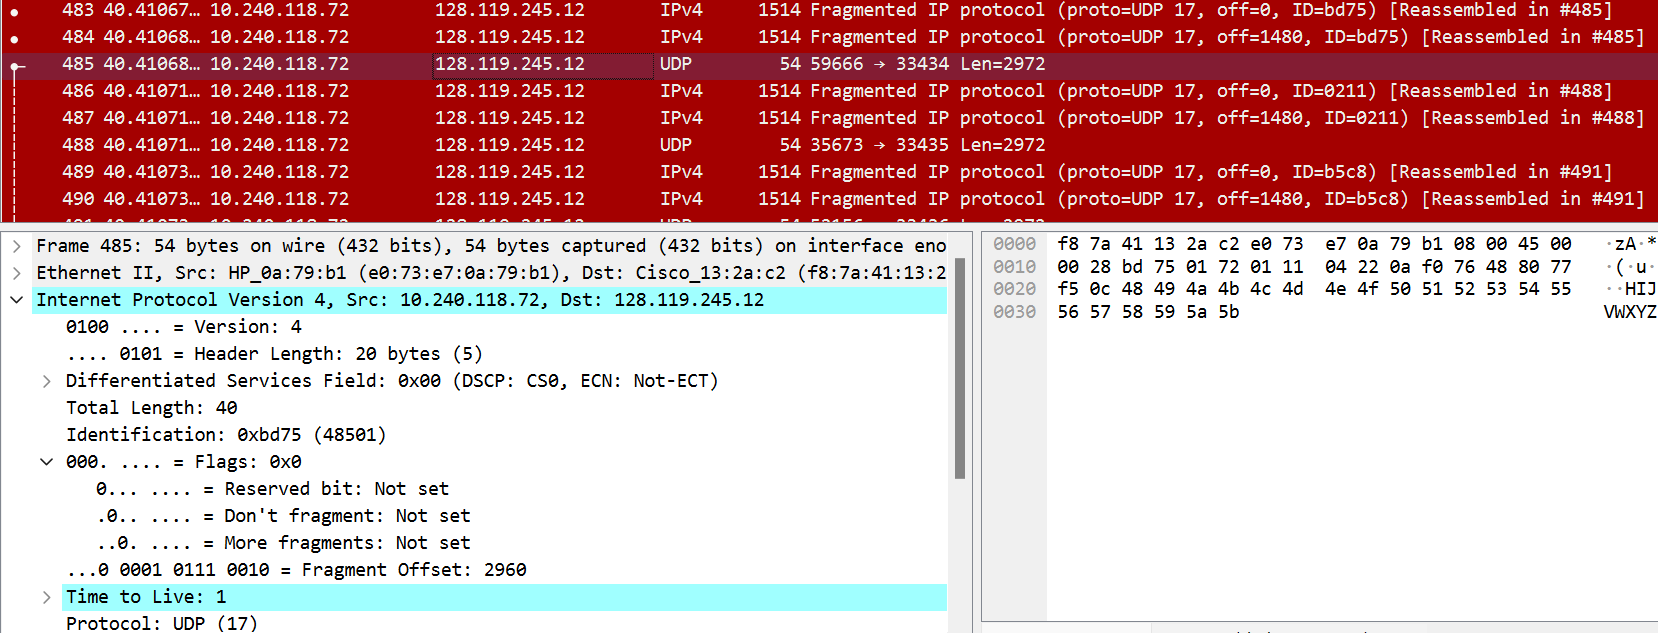 483 40.41067… 10.240.118.72 128.119.245.12 IPv4 1514 Fragmented IP protocol (proto=UDP 17, off=0, ID=bd75) [Reassembled in #485]
484 40.41068… 10.240.118.72 128.119.245.12 IPv4 1514 Fragmented IP protocol (proto=UDP 17, off=1480, ID=bd75) [Reassembled in #485]
485 40.41068… 10.240.118.72 128.119.245.12 UDP 54 59666 → 33434 Len=2972
486 40.41071… 10.240.118.72 128.119.245.12 IPv4 1514 Fragmented IP protocol (proto=UDP 17, off=0, ID=0211) [Reassembled in #488]
487 40.41071… 10.240.118.72 128.119.245.12 IPv4 1514 Fragmented IP protocol (proto=UDP 17, off=1480, ID=0211) [Reassembled in #488]
488 40.41071… 10.240.118.72 128.119.245.12 UDP 54 35673 → 33435 Len=2972
489 40.41073… 10.240.118.72 128.119.245.12 IPv4 1514 Fragmented IP protocol (proto=UDP 17, off=0, ID=b5c8) [Reassembled in #491]
490 40.41073… 10.240.118.72 128.119.245.12 IPv4 1514 Fragmented IP protocol (proto=UDP 17, off=1480, ID=b5c8) [Reassembled in #491]
Frame 485: 54 bytes on wire (432 bits), 54 bytes captured (432 bits) on interface eno
Ethernet II, Src: HP_0a:79:b1 (e0:73:e7:0a:79:b1), Dst: Cisco_13:2a:c2 (f8:7a:41:13:2
Internet Protocol Version 4, Src: 10.240.118.72, Dst: 128.119.245.12
0100 .... = Version: 4
.... 0101 = Header Length: 20 bytes (5)
Differentiated Services Field: 0x00 (DSCP: CS0, ECN: Not-ECT)
Total Length: 40
Identification: 0xbd75 (48501)
000. .... = Flags: 0x0
0... .... = Reserved bit: Not set
.0.. .... = Don't fragment: Not set
..0. .... = More fragments: Not set
...0 0001 0111 0010 = Fragment Offset: 2960
Time to Live: 1
Protocol: UDP (17)
0000 f8 7a 41 13 2a c2 e0 73 e7 0a 79 b1 08 00 45 00 ·zA·*
0010 00 28 bd 75 01 72 01 11 04 22 0a f0 76 48 80 77 ·(·u·
0020 f5 0c 48 49 4a 4b 4c 4d 4e 4f 50 51 52 53 54 55 ··HIJ
0030 56 57 58 59 5a 5b VWXYZ